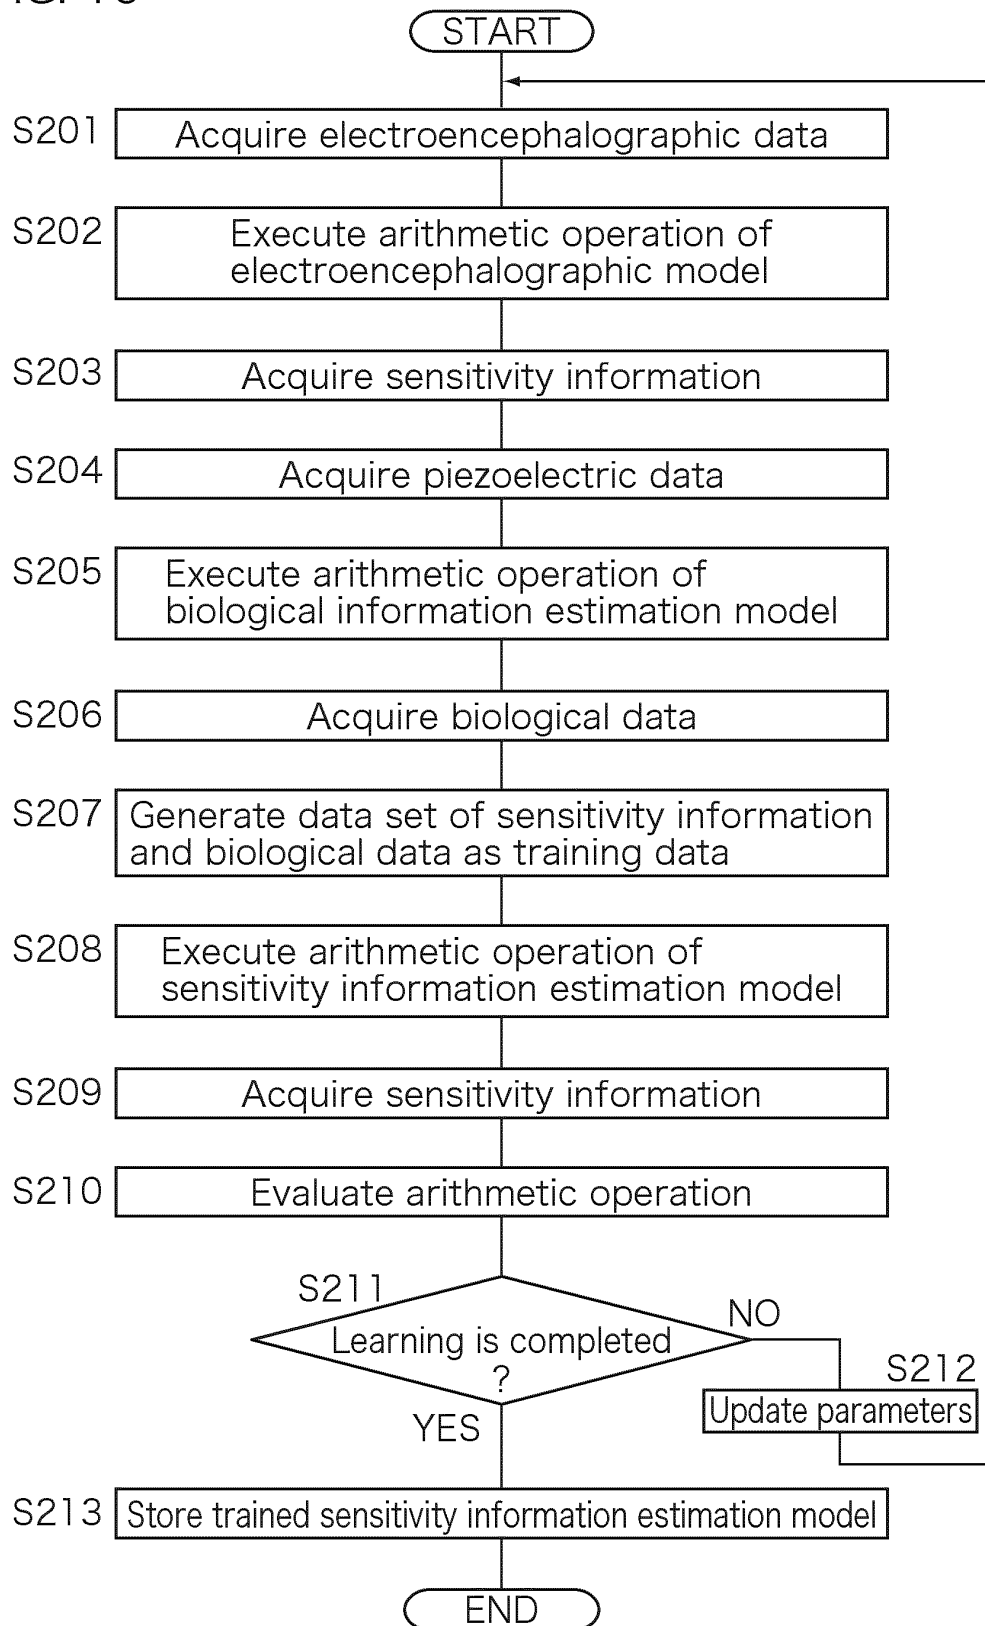 START
S201
Acquire electroencephalographic data
S202
Execute arithmetic operation of
electroencephalographic model
S203
Acquire sensitivity information
S204
Acquire piezoelectric data
S205
Execute arithmetic operation of
biological information estimation model
S206
Acquire biological data
S207
Generate data set of sensitivity information
and biological data as training data
S208
Execute arithmetic operation of
sensitivity information estimation model
S209
Acquire sensitivity information
S210
Evaluate arithmetic operation
S211
Learning is completed
?
NO
S212
Update parameters
YES
S213
Store trained sensitivity information estimation model
END